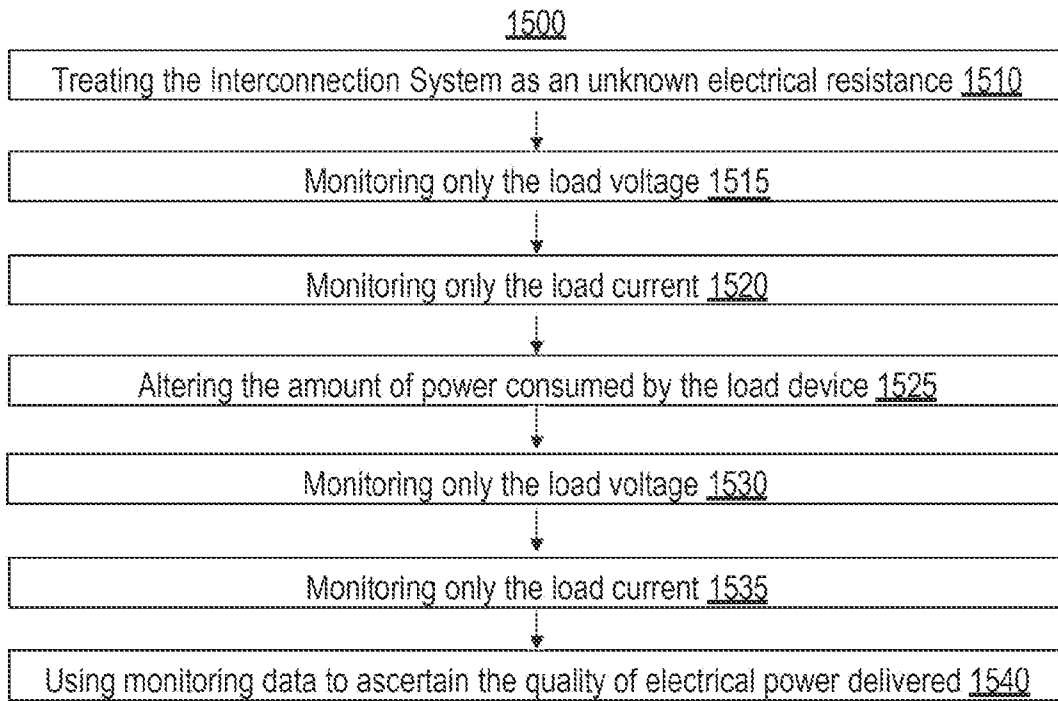 1500
Treating the Interconnection System as an unknown electrical resistance 1510
Monitoring only the load voltage 1515
Monitoring only the load current 1520
Altering the amount of power consumed by the load device 1525
Monitoring only the load voltage 1530
Monitoring only the load current 1535
Using monitoring data to ascertain the quality of electrical power delivered 1540